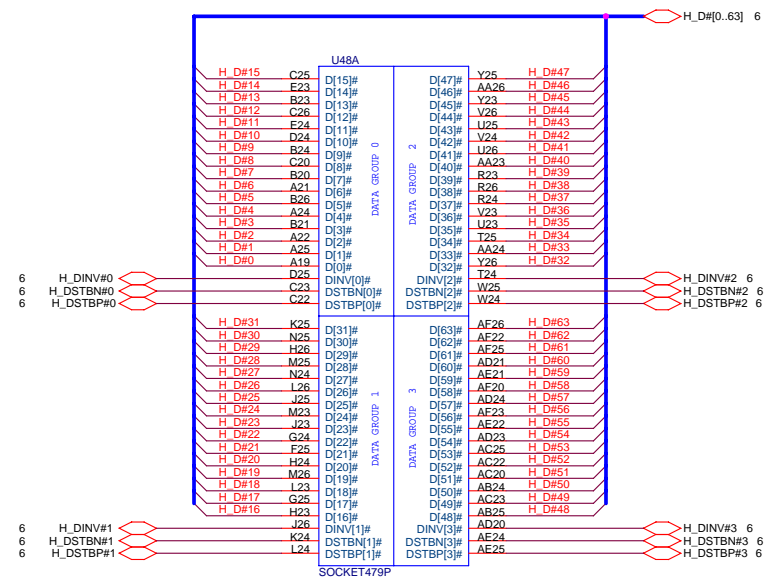 H_D#[0..63] 6
U48A
H_D#15 C25 D[15]# D[47]# Y25 H_D#47
H_D#14 E23 D[14]# D[46]# AA26 H_D#46
H_D#13 B23 D[13]# D[45]# Y23 H_D#45
H_D#12 C26 D[12]# D[44]# V26 H_D#44
H_D#11 E24 D[11]# D[43]# U25 H_D#43
H_D#10 D24 D[10]# D[42]# V24 H_D#42
H_D#9 B24 D[9]# D[41]# U26 H_D#41
H_D#8 C20 D[8]# D[40]# AA23 H_D#40
H_D#7 B20 D[7]# D[39]# R23 H_D#39
H_D#6 A21 D[6]# D[38]# R26 H_D#38
H_D#5 B26 D[5]# D[37]# R24 H_D#37
H_D#4 A24 D[4]# D[36]# V23 H_D#36
H_D#3 B21 D[3]# D[35]# U23 H_D#35
H_D#2 A22 D[2]# D[34]# T25 H_D#34
H_D#1 A25 D[1]# D[33]# AA24 H_D#33
H_D#0 A19 D[0]# D[32]# Y26 H_D#32
DATA GROUP 0
DATA GROUP 2
6 H_DINV#0 D25 DINV[0]# DINV[2]# T24 H_DINV#2 6
6 H_DSTBN#0 C23 DSTBN[0]# DSTBN[2]# W25 H_DSTBN#2 6
6 H_DSTBP#0 C22 DSTBP[0]# DSTBP[2]# W24 H_DSTBP#2 6
H_D#31 K25 D[31]# D[63]# AF26 H_D#63
H_D#30 N25 D[30]# D[62]# AF22 H_D#62
H_D#29 H26 D[29]# D[61]# AF25 H_D#61
H_D#28 M25 D[28]# D[60]# AD21 H_D#60
H_D#27 N24 D[27]# D[59]# AE21 H_D#59
H_D#26 L26 D[26]# D[58]# AF20 H_D#58
H_D#25 J25 D[25]# D[57]# AD24 H_D#57
H_D#24 M23 D[24]# D[56]# AF23 H_D#56
H_D#23 J23 D[23]# D[55]# AE22 H_D#55
H_D#22 G24 D[22]# D[54]# AD23 H_D#54
H_D#21 F25 D[21]# D[53]# AC25 H_D#53
H_D#20 H24 D[20]# D[52]# AC22 H_D#52
H_D#19 M26 D[19]# D[51]# AC20 H_D#51
H_D#18 L23 D[18]# D[50]# AB24 H_D#50
H_D#17 G25 D[17]# D[49]# AC23 H_D#49
H_D#16 H23 D[16]# D[48]# AB25 H_D#48
DATA GROUP 1
DATA GROUP 3
6 H_DINV#1 J26 DINV[1]# DINV[3]# AD20 H_DINV#3 6
6 H_DSTBN#1 K24 DSTBN[1]# DSTBN[3]# AE24 H_DSTBN#3 6
6 H_DSTBP#1 L24 DSTBP[1]# DSTBP[3]# AE25 H_DSTBP#3 6
SOCKET479P